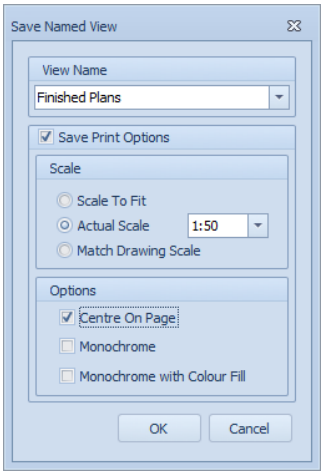 Save Named View
View Name
Finished Plans
Save Print Options
Scale
Scale To Fit
Actual Scale 1:50
Match Drawing Scale
Options
Centre On Page
Monochrome
Monochrome with Colour Fill
OK Cancel